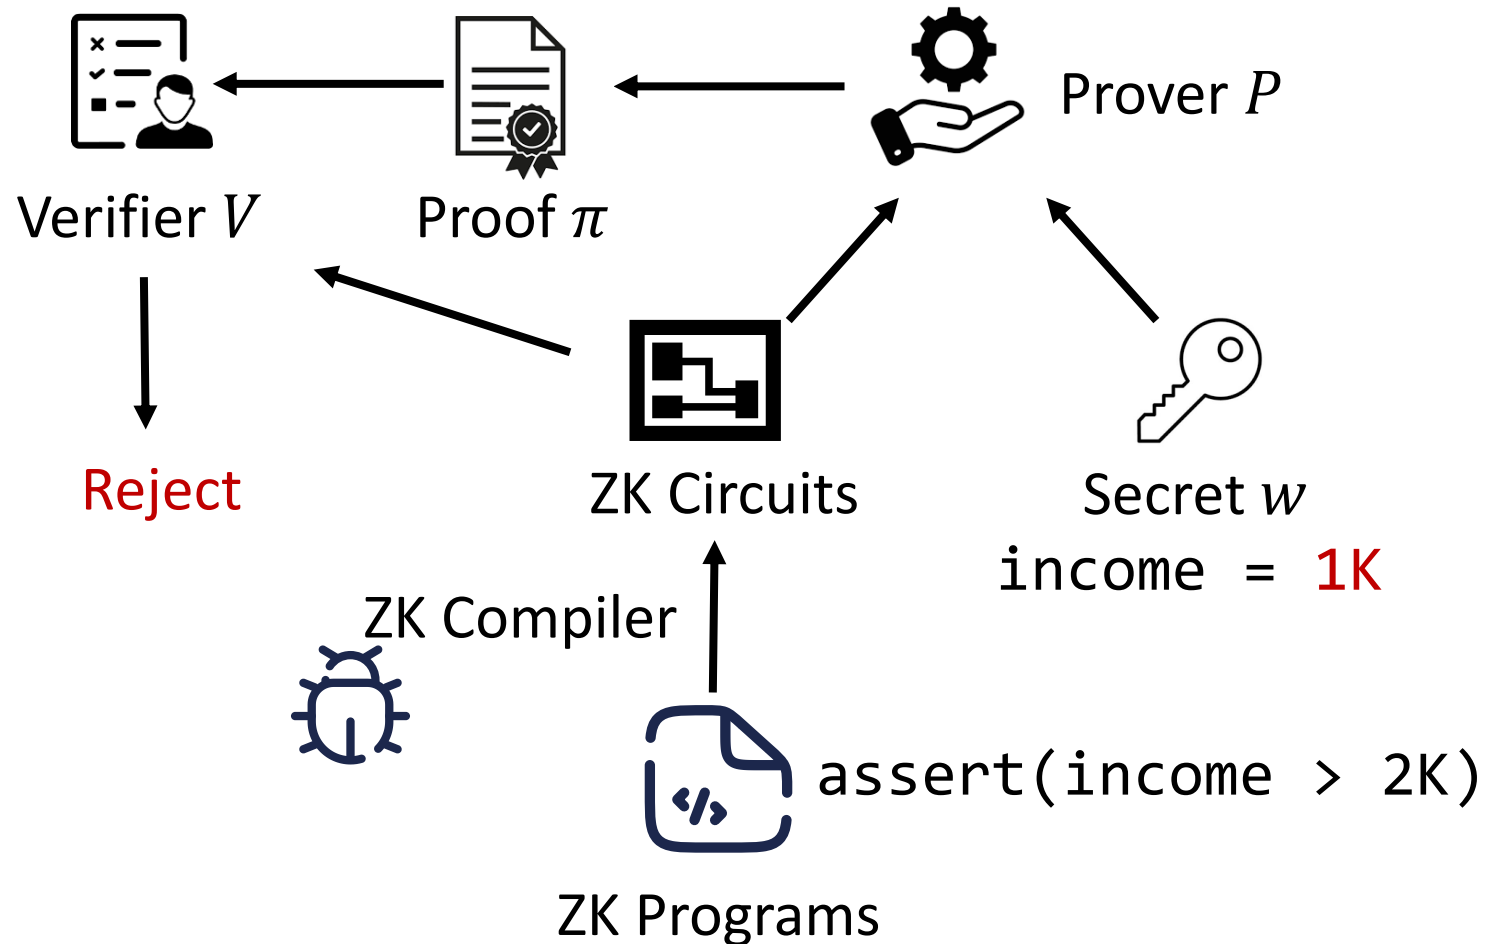 Prover P
Verifier V
Proof π
Reject
ZK Circuits
Secret w
income = 1K
ZK Compiler
</>
assert(income > 2K)
ZK Programs